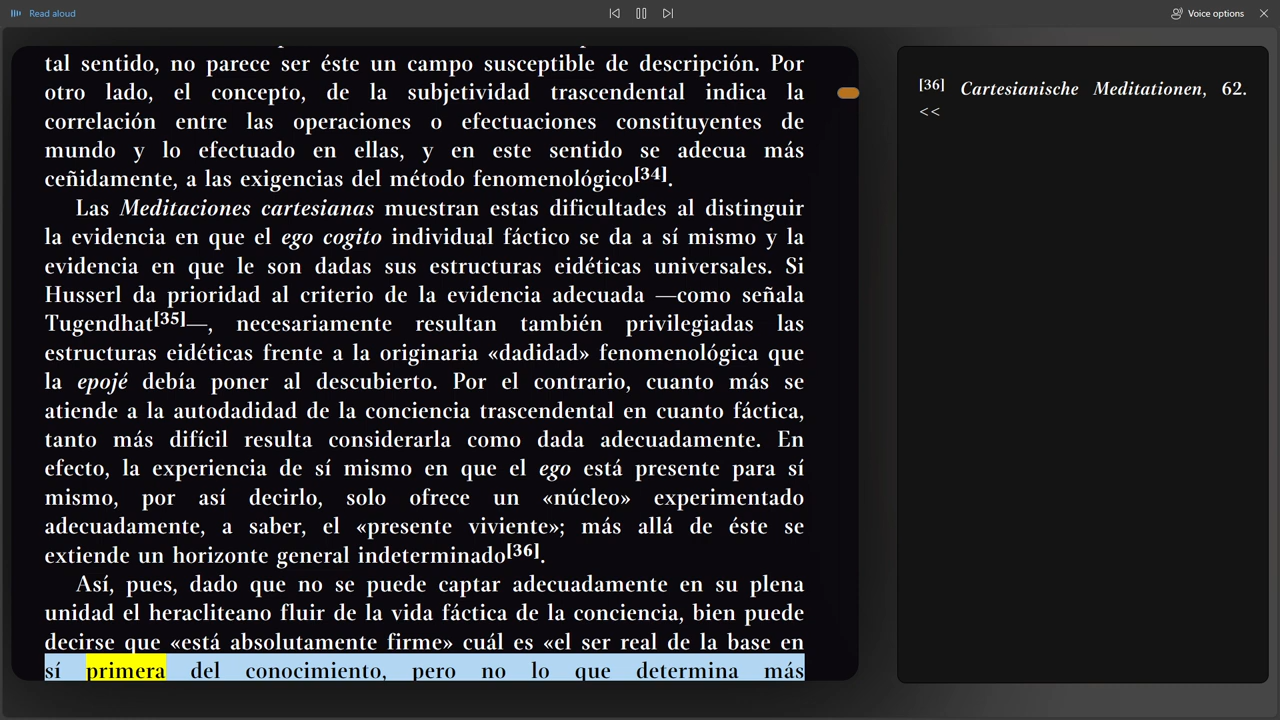 Read aloud
Voice options
tal sentido, no parece ser éste un campo susceptible de descripción. Por
otro lado, el concepto, de la subjetividad trascendental indica la
correlación entre las operaciones o efectuaciones constituyentes de
mundo y lo efectuado en ellas, y en este sentido se adecua más
ceñidamente, a las exigencias del método fenomenológico[34].
Las Meditaciones cartesianas muestran estas dificultades al distinguir
la evidencia en que el ego cogito individual fáctico se da a sí mismo y la
evidencia en que le son dadas sus estructuras eidéticas universales. Si
Husserl da prioridad al criterio de la evidencia adecuada —como señala
Tugendhat[35]—, necesariamente resultan también privilegiadas las
estructuras eidéticas frente a la originaria «dadidad» fenomenológica que
la epojé debía poner al descubierto. Por el contrario, cuanto más se
atiende a la autodadidad de la conciencia trascendental en cuanto fáctica,
tanto más difícil resulta considerarla como dada adecuadamente. En
efecto, la experiencia de sí mismo en que el ego está presente para sí
mismo, por así decirlo, solo ofrece un «núcleo» experimentado
adecuadamente, a saber, el «presente viviente»; más allá de éste se
extiende un horizonte general indeterminado[36].
Así, pues, dado que no se puede captar adecuadamente en su plena
unidad el heracliteano fluir de la vida fáctica de la conciencia, bien puede
decirse que «está absolutamente firme» cuál es «el ser real de la base en
sí primera del conocimiento, pero no lo que determina más
[36] Cartesianische Meditationen, 62.
<<